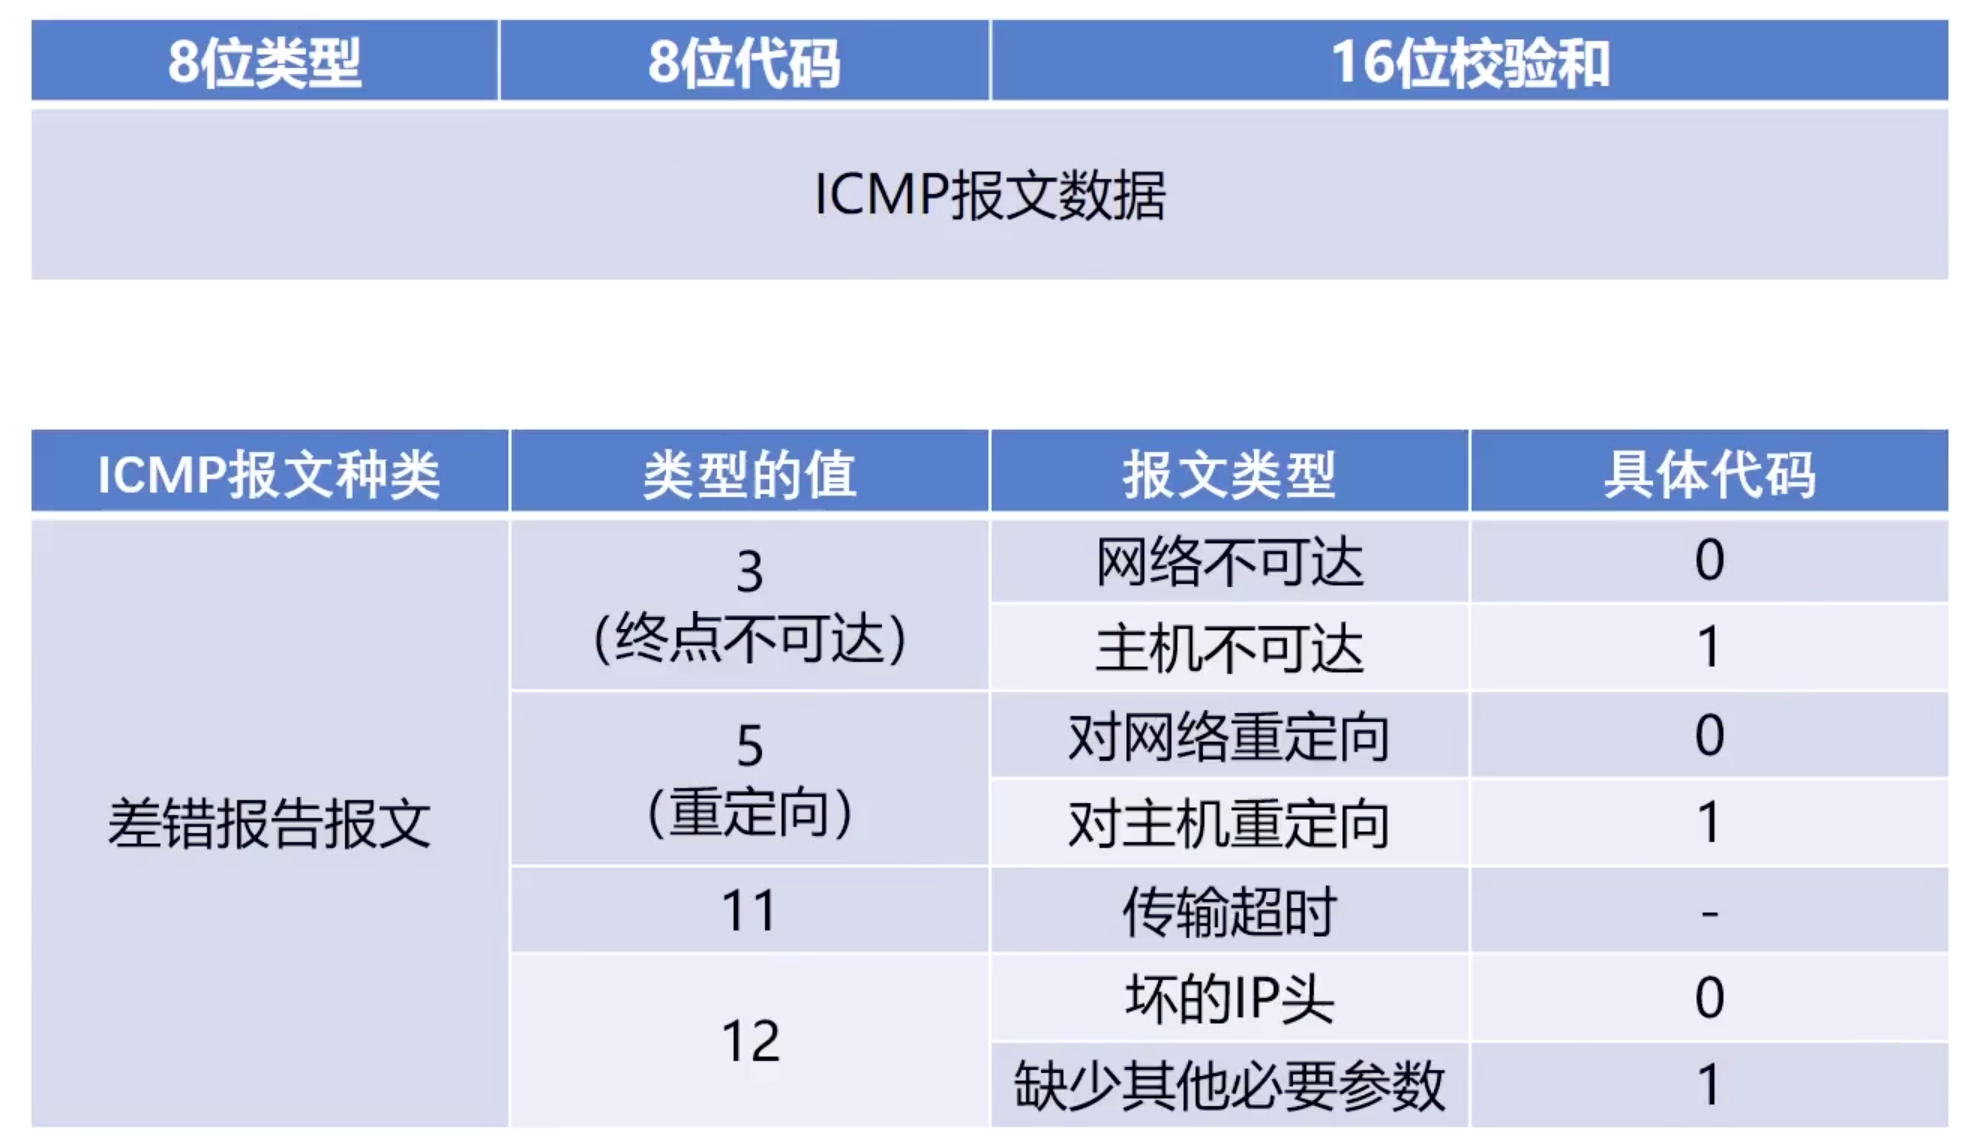 8位类型 8位代码 16位校验和
ICMP报文数据
ICMP报文种类 类型的值 报文类型 具体代码
差错报告报文
3
（终点不可达）
网络不可达 0
主机不可达 1
5
（重定向）
对网络重定向 0
对主机重定向 1
11 传输超时 -
12
坏的IP头 0
缺少其他必要参数 1